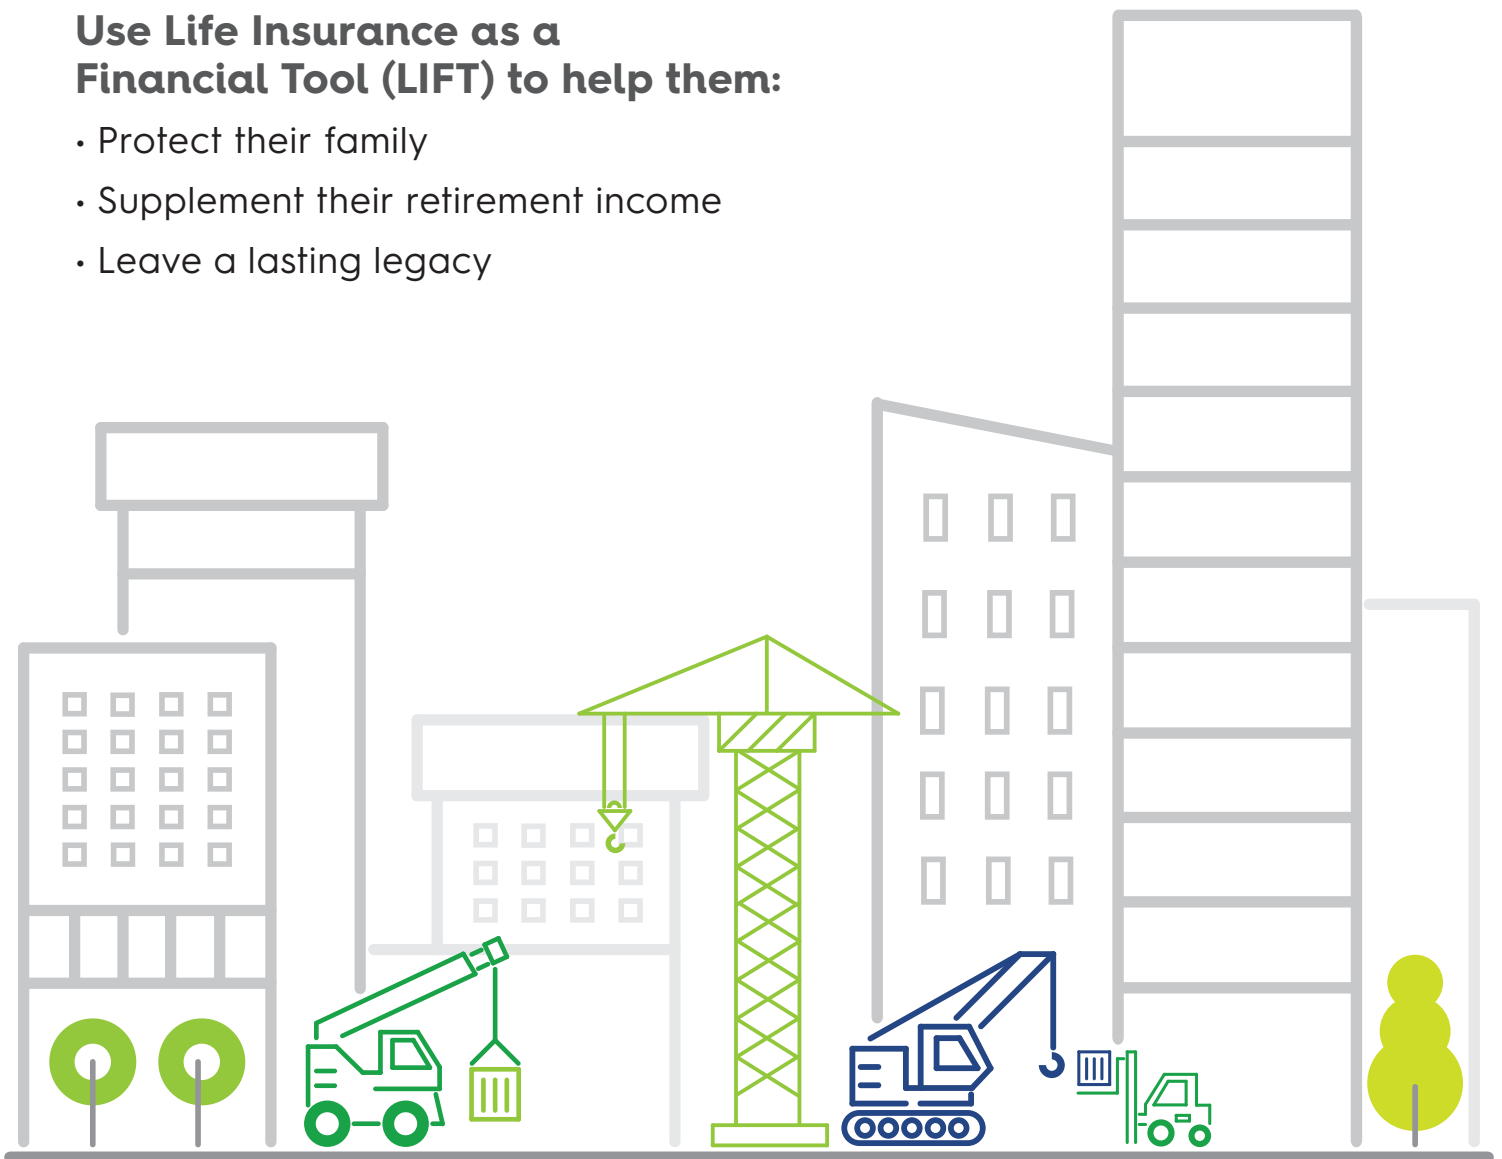 Use Life Insurance as a
Financial Tool (LIFT) to help them:
· Protect their family
· Supplement their retirement income
· Leave a lasting legacy